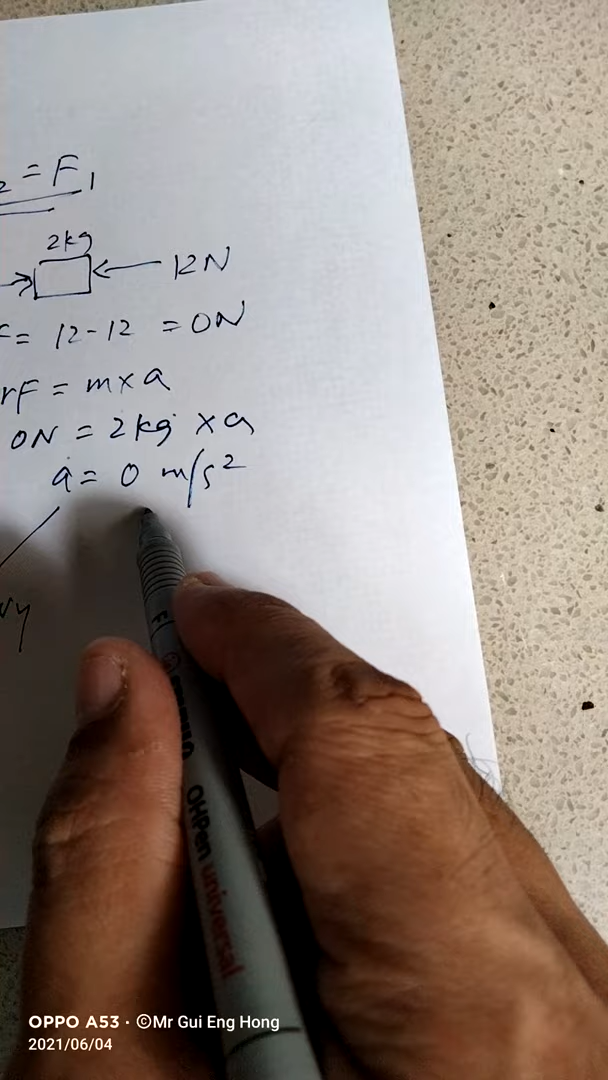 2 = F1
2kg
12N
= 12-12 = 0N
rF = m x a
0N = 2kg x a
a = 0 m/s²
OHPen universal
OPPO A53 · ©Mr Gui Eng Hong
2021/06/04